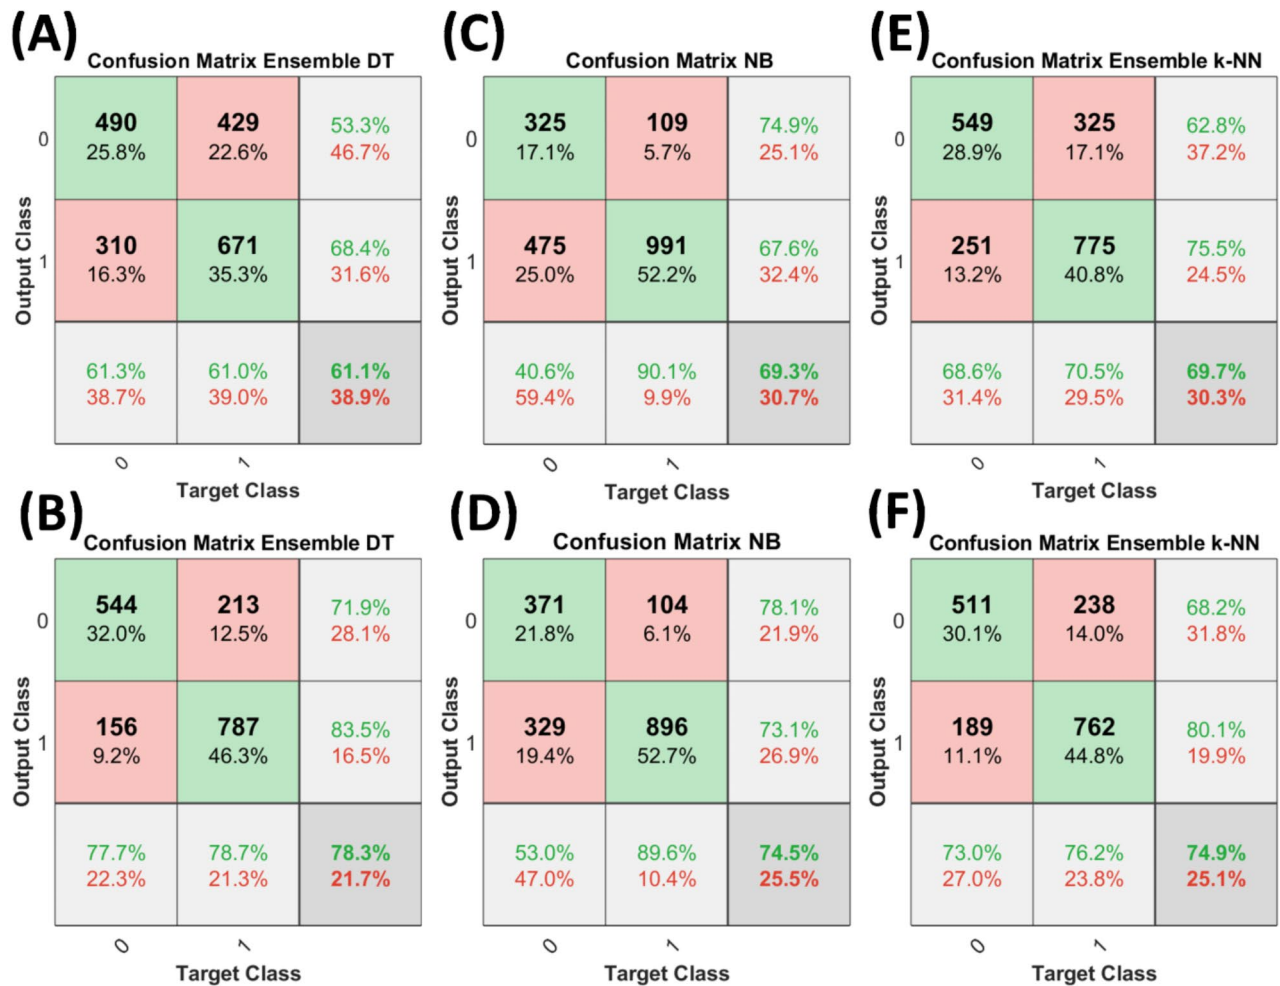 (A)
Confusion Matrix Ensemble DT
490 429 53.3%
25.8% 22.6% 46.7%
0
310 671 68.4%
16.3% 35.3% 31.6%
1
61.3% 61.0% 61.1%
38.7% 39.0% 38.9%
Output Class
0 1
Target Class
(C)
Confusion Matrix NB
325 109 74.9%
17.1% 5.7% 25.1%
0
475 991 67.6%
25.0% 52.2% 32.4%
1
40.6% 90.1% 69.3%
59.4% 9.9% 30.7%
Output Class
0 1
Target Class
(E)
Confusion Matrix Ensemble k-NN
549 325 62.8%
28.9% 17.1% 37.2%
0
251 775 75.5%
13.2% 40.8% 24.5%
1
68.6% 70.5% 69.7%
31.4% 29.5% 30.3%
Output Class
0 1
Target Class
(B)
Confusion Matrix Ensemble DT
544 213 71.9%
32.0% 12.5% 28.1%
0
156 787 83.5%
9.2% 46.3% 16.5%
1
77.7% 78.7% 78.3%
22.3% 21.3% 21.7%
Output Class
0 1
Target Class
(D)
Confusion Matrix NB
371 104 78.1%
21.8% 6.1% 21.9%
0
329 896 73.1%
19.4% 52.7% 26.9%
1
53.0% 89.6% 74.5%
47.0% 10.4% 25.5%
Output Class
0 1
Target Class
(F)
Confusion Matrix Ensemble k-NN
511 238 68.2%
30.1% 14.0% 31.8%
0
189 762 80.1%
11.1% 44.8% 19.9%
1
73.0% 76.2% 74.9%
27.0% 23.8% 25.1%
Output Class
0 1
Target Class